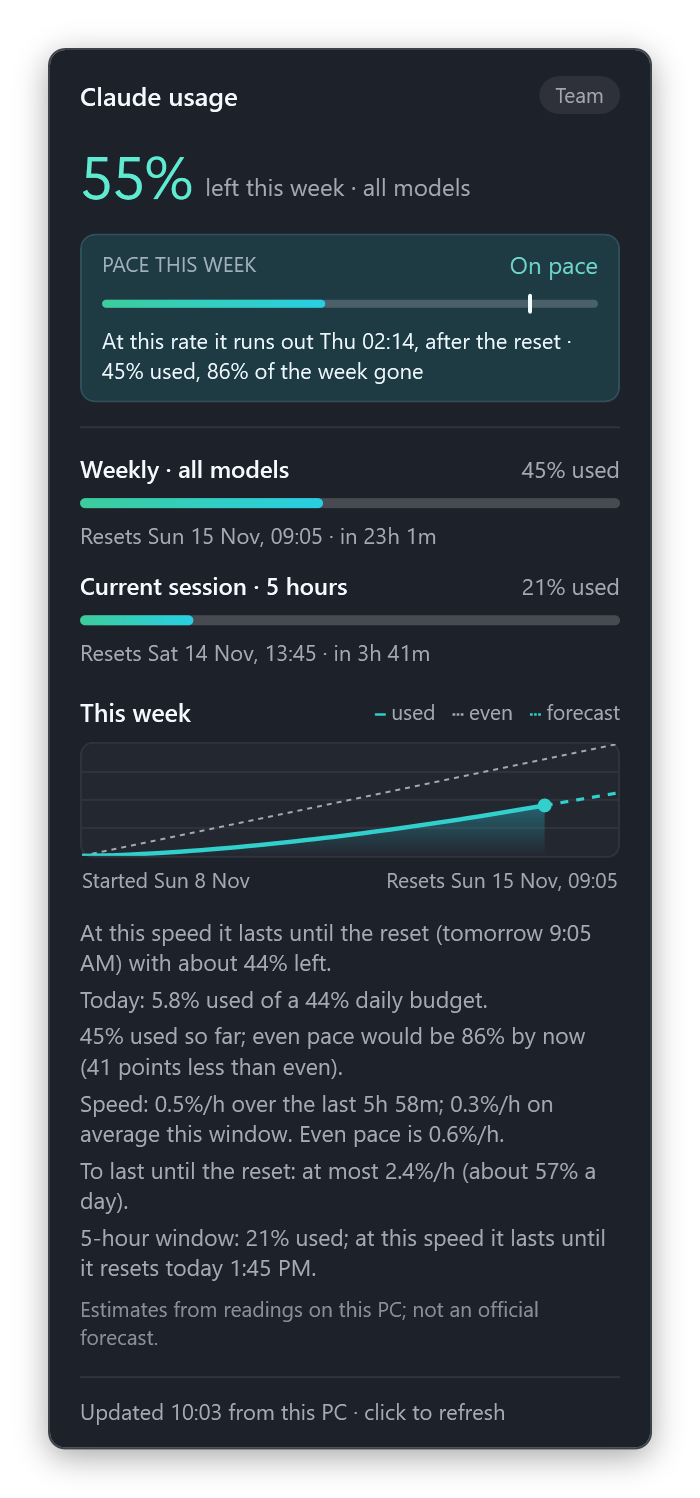 Claude usage
Team
55% left this week · all models
PACE THIS WEEK
On pace
At this rate it runs out Thu 02:14, after the reset ·
45% used, 86% of the week gone
Weekly · all models
45% used
Resets Sun 15 Nov, 09:05 · in 23h 1m
Current session · 5 hours
21% used
Resets Sat 14 Nov, 13:45 · in 3h 41m
This week
used
even
forecast
Started Sun 8 Nov
Resets Sun 15 Nov, 09:05
At this speed it lasts until the reset (tomorrow 9:05
AM) with about 44% left.
Today: 5.8% used of a 44% daily budget.
45% used so far; even pace would be 86% by now
(41 points less than even).
Speed: 0.5%/h over the last 5h 58m; 0.3%/h on
average this window. Even pace is 0.6%/h.
To last until the reset: at most 2.4%/h (about 57% a
day).
5-hour window: 21% used; at this speed it lasts until
it resets today 1:45 PM.
Estimates from readings on this PC; not an official
forecast.
Updated 10:03 from this PC · click to refresh